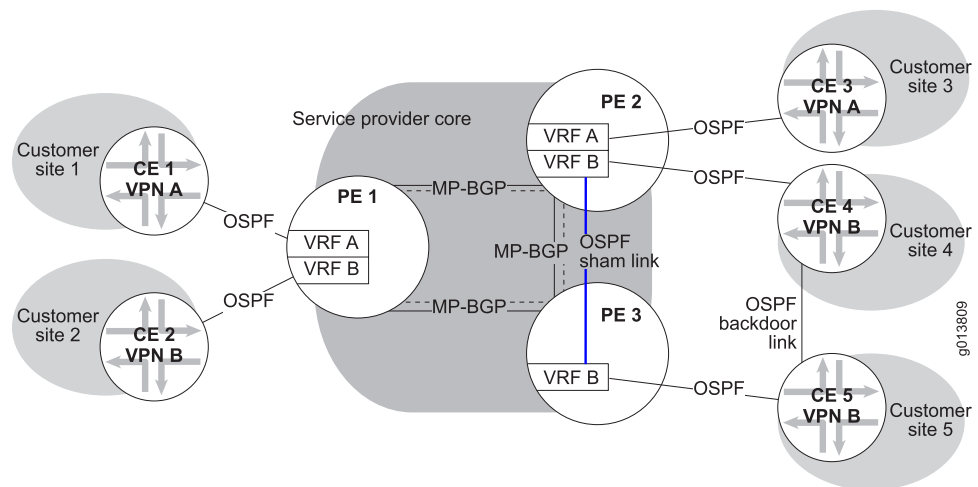 Service provider core
Customer
site 1
CE 1
VPN A
OSPF
Customer
site 2
CE 2
VPN B
OSPF
PE 1
VRF A
VRF B
MP-BGP
MP-BGP
MP-BGP
OSPF
sham link
PE 2
VRF A
VRF B
PE 3
VRF B
OSPF
OSPF
OSPF
CE 3
VPN A
Customer
site 3
CE 4
VPN B
Customer
site 4
OSPF
backdoor
link
CE 5
VPN B
Customer
site 5
g013809